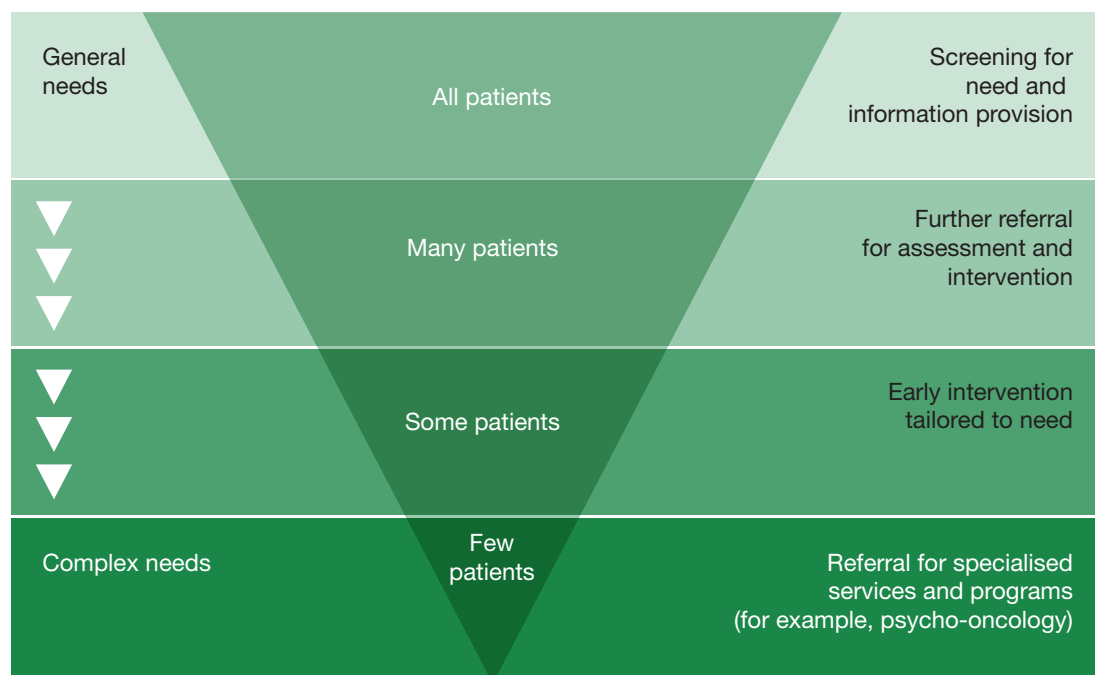 General
needs
All patients
Screening for
need and
information provision
Many patients
Further referral
for assessment and
intervention
Some patients
Early intervention
tailored to need
Complex needs
Few
patients
Referral for specialised
services and programs
(for example, psycho-oncology)